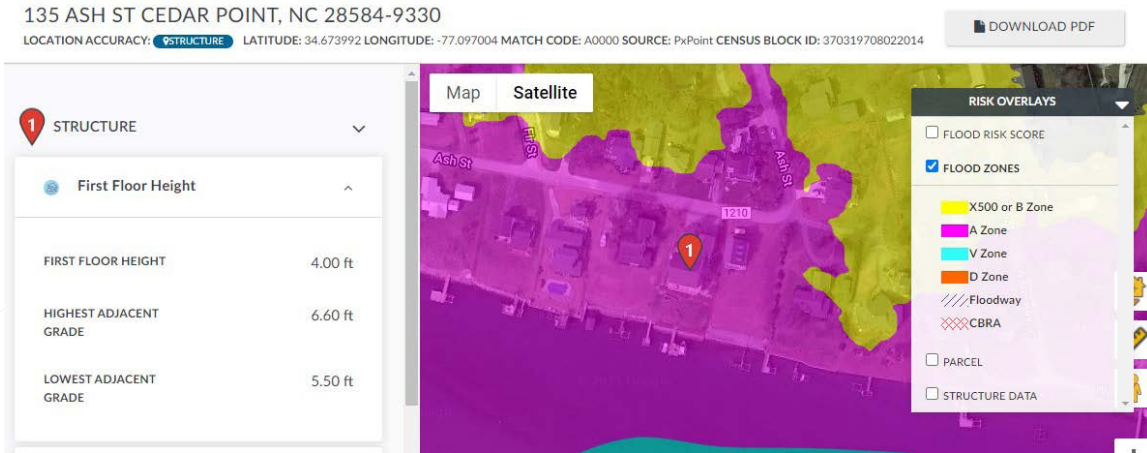 135 ASH ST CEDAR POINT, NC 28584-9330
LOCATION ACCURACY: STRUCTURE LATITUDE: 34.673992 LONGITUDE: -77.097004 MATCH CODE: A0000 SOURCE: PxPoint CENSUS BLOCK ID: 370319708022014
DOWNLOAD PDF
1 STRUCTURE
First Floor Height
FIRST FLOOR HEIGHT 4.00 ft
HIGHEST ADJACENT
GRADE 6.60 ft
LOWEST ADJACENT
GRADE 5.50 ft
Map Satellite
Fir St
Ash St
Ash St
1210
1
RISK OVERLAYS
FLOOD RISK SCORE
FLOOD ZONES
X500 or B Zone
A Zone
V Zone
D Zone
Floodway
CBRA
PARCEL
STRUCTURE DATA